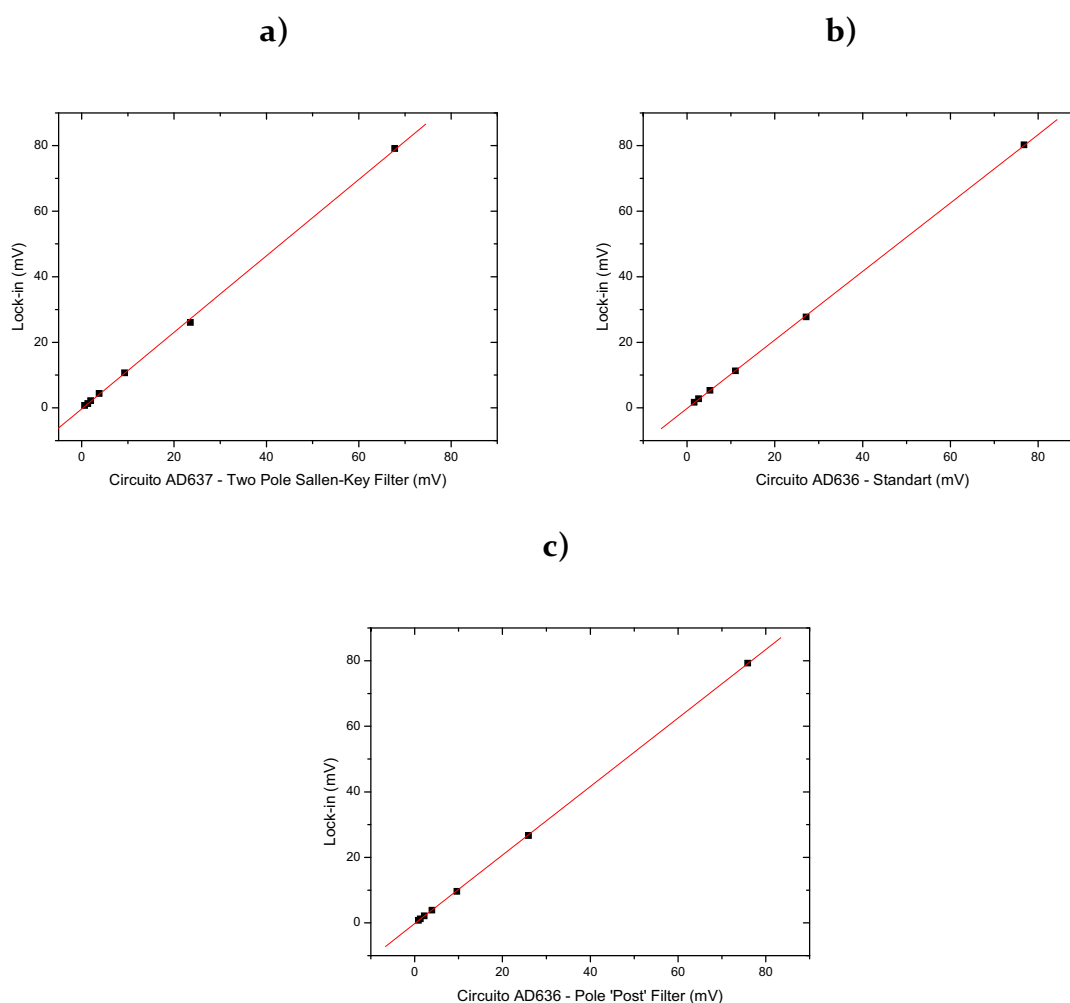 a)
80
60
40
20
0
Lock-in (mV)
0 20 40 60 80
Circuito AD637 - Two Pole Sallen-Key Filter (mV)
b)
80
60
40
20
0
Lock-in (mV)
0 20 40 60 80
Circuito AD636 - Standart (mV)
c)
80
60
40
20
0
Lock-in (mV)
0 20 40 60 80
Circuito AD636 - Pole 'Post' Filter (mV)